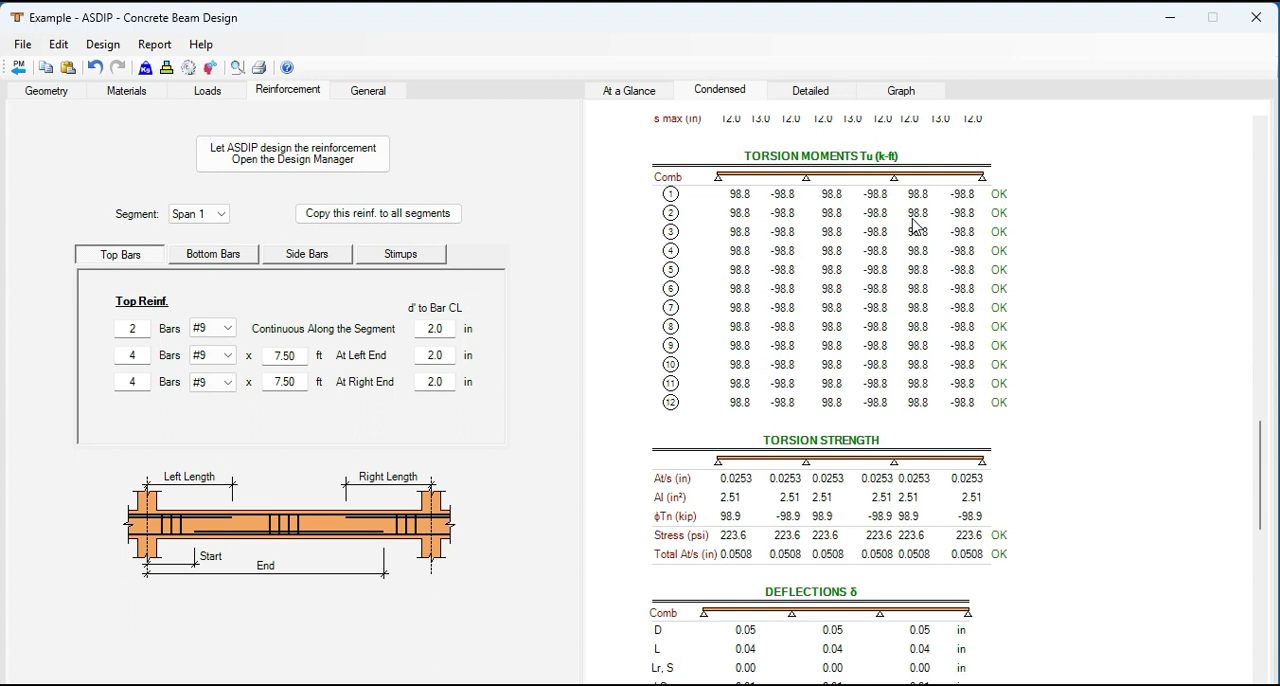 Example - ASDIP - Concrete Beam Design
File Edit Design Report Help
PM Kg
Geometry Materials Loads Reinforcement General
At a Glance Condensed Detailed Graph
Let ASDIP design the reinforcement
Open the Design Manager
Segment: Span 1 Copy this reinf. to all segments
Top Bars Bottom Bars Side Bars Stirrups
Top Reinf. d' to Bar CL
2 Bars #9 Continuous Along the Segment 2.0 in
4 Bars #9 x 7.50 ft At Left End 2.0 in
4 Bars #9 x 7.50 ft At Right End 2.0 in
Left Length Right Length
Start
End
s max (in) 12.0 13.0 12.0 12.0 13.0 12.0 12.0 13.0 12.0
TORSION MOMENTS Tu (k-ft)
Comb
1 98.8 -98.8 98.8 -98.8 98.8 -98.8 OK
2 98.8 -98.8 98.8 -98.8 98.8 -98.8 OK
3 98.8 -98.8 98.8 -98.8 98.8 -98.8 OK
4 98.8 -98.8 98.8 -98.8 98.8 -98.8 OK
5 98.8 -98.8 98.8 -98.8 98.8 -98.8 OK
6 98.8 -98.8 98.8 -98.8 98.8 -98.8 OK
7 98.8 -98.8 98.8 -98.8 98.8 -98.8 OK
8 98.8 -98.8 98.8 -98.8 98.8 -98.8 OK
9 98.8 -98.8 98.8 -98.8 98.8 -98.8 OK
10 98.8 -98.8 98.8 -98.8 98.8 -98.8 OK
11 98.8 -98.8 98.8 -98.8 98.8 -98.8 OK
12 98.8 -98.8 98.8 -98.8 98.8 -98.8 OK
TORSION STRENGTH
At/s (in) 0.0253 0.0253 0.0253 0.0253 0.0253 0.0253
Al (in²) 2.51 2.51 2.51 2.51 2.51 2.51
ϕTn (kip) 98.9 -98.9 98.9 -98.9 98.9 -98.9
Stress (psi) 223.6 223.6 223.6 223.6 223.6 223.6 OK
Total At/s (in) 0.0508 0.0508 0.0508 0.0508 0.0508 0.0508 OK
DEFLECTIONS δ
Comb
D 0.05 0.05 0.05 in
L 0.04 0.04 0.04 in
Lr, S 0.00 0.00 0.00 in